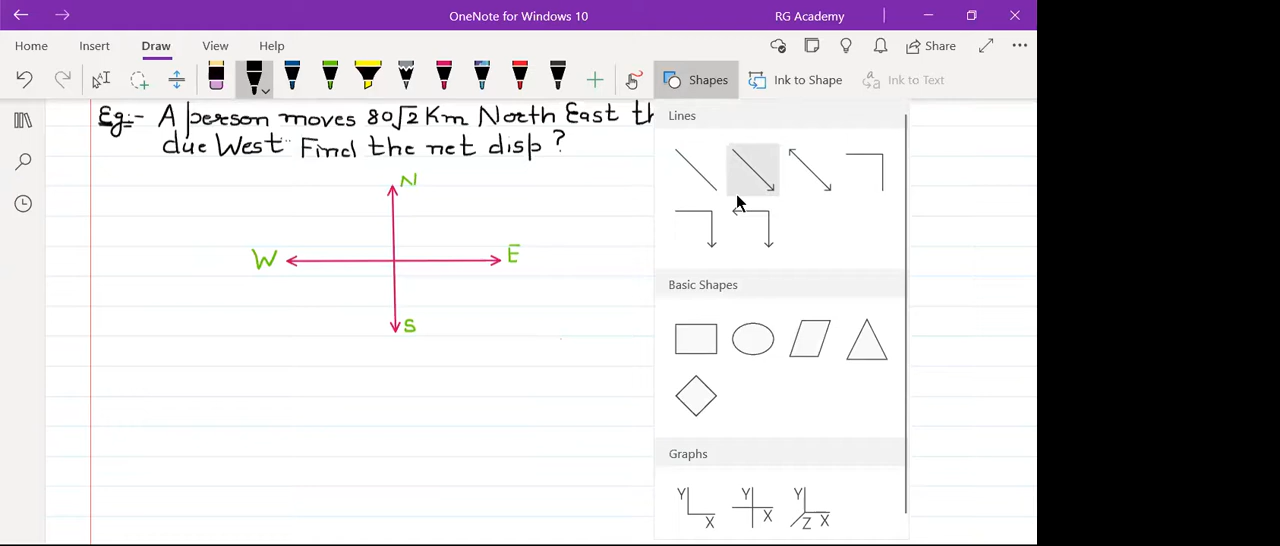 OneNote for Windows 10
RG Academy
Home
Insert
Draw
View
Help
Share
Shapes
Ink to Shape
Ink to Text
Eg:- A person moves 80√2 Km North East
due West. Find the net disp ?
N
W
E
S
Lines
Basic Shapes
Graphs
Y
X
Y
X
Y
Z X